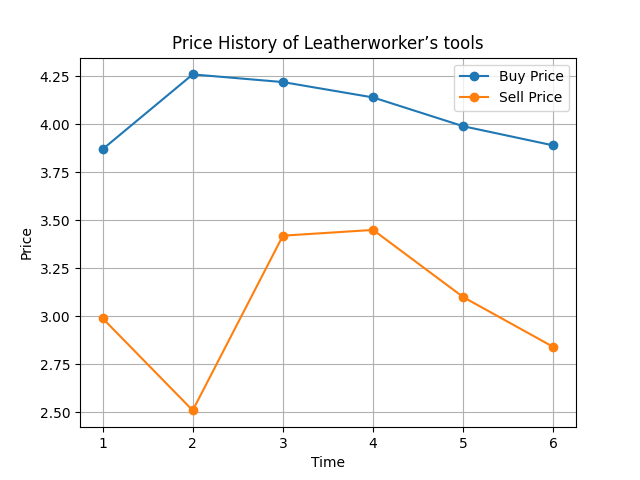 Price History of Leatherworker’s tools
Buy Price
Sell Price
Price
4.25
4.00
3.75
3.50
3.25
3.00
2.75
2.50
1 2 3 4 5 6
Time